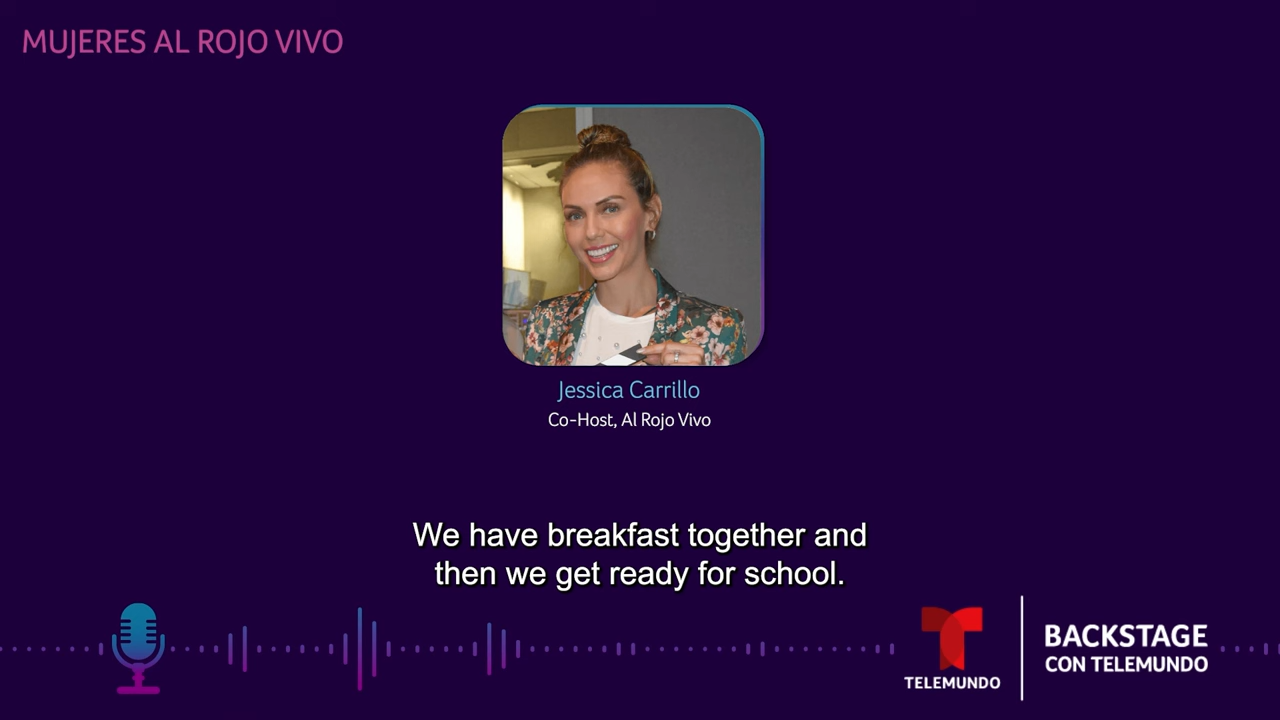 MUJERES AL ROJO VIVO
Jessica Carrillo
Co-Host, Al Rojo Vivo
We have breakfast together and
then we get ready for school.
TELEMUNDO
BACKSTAGE
CON TELEMUNDO